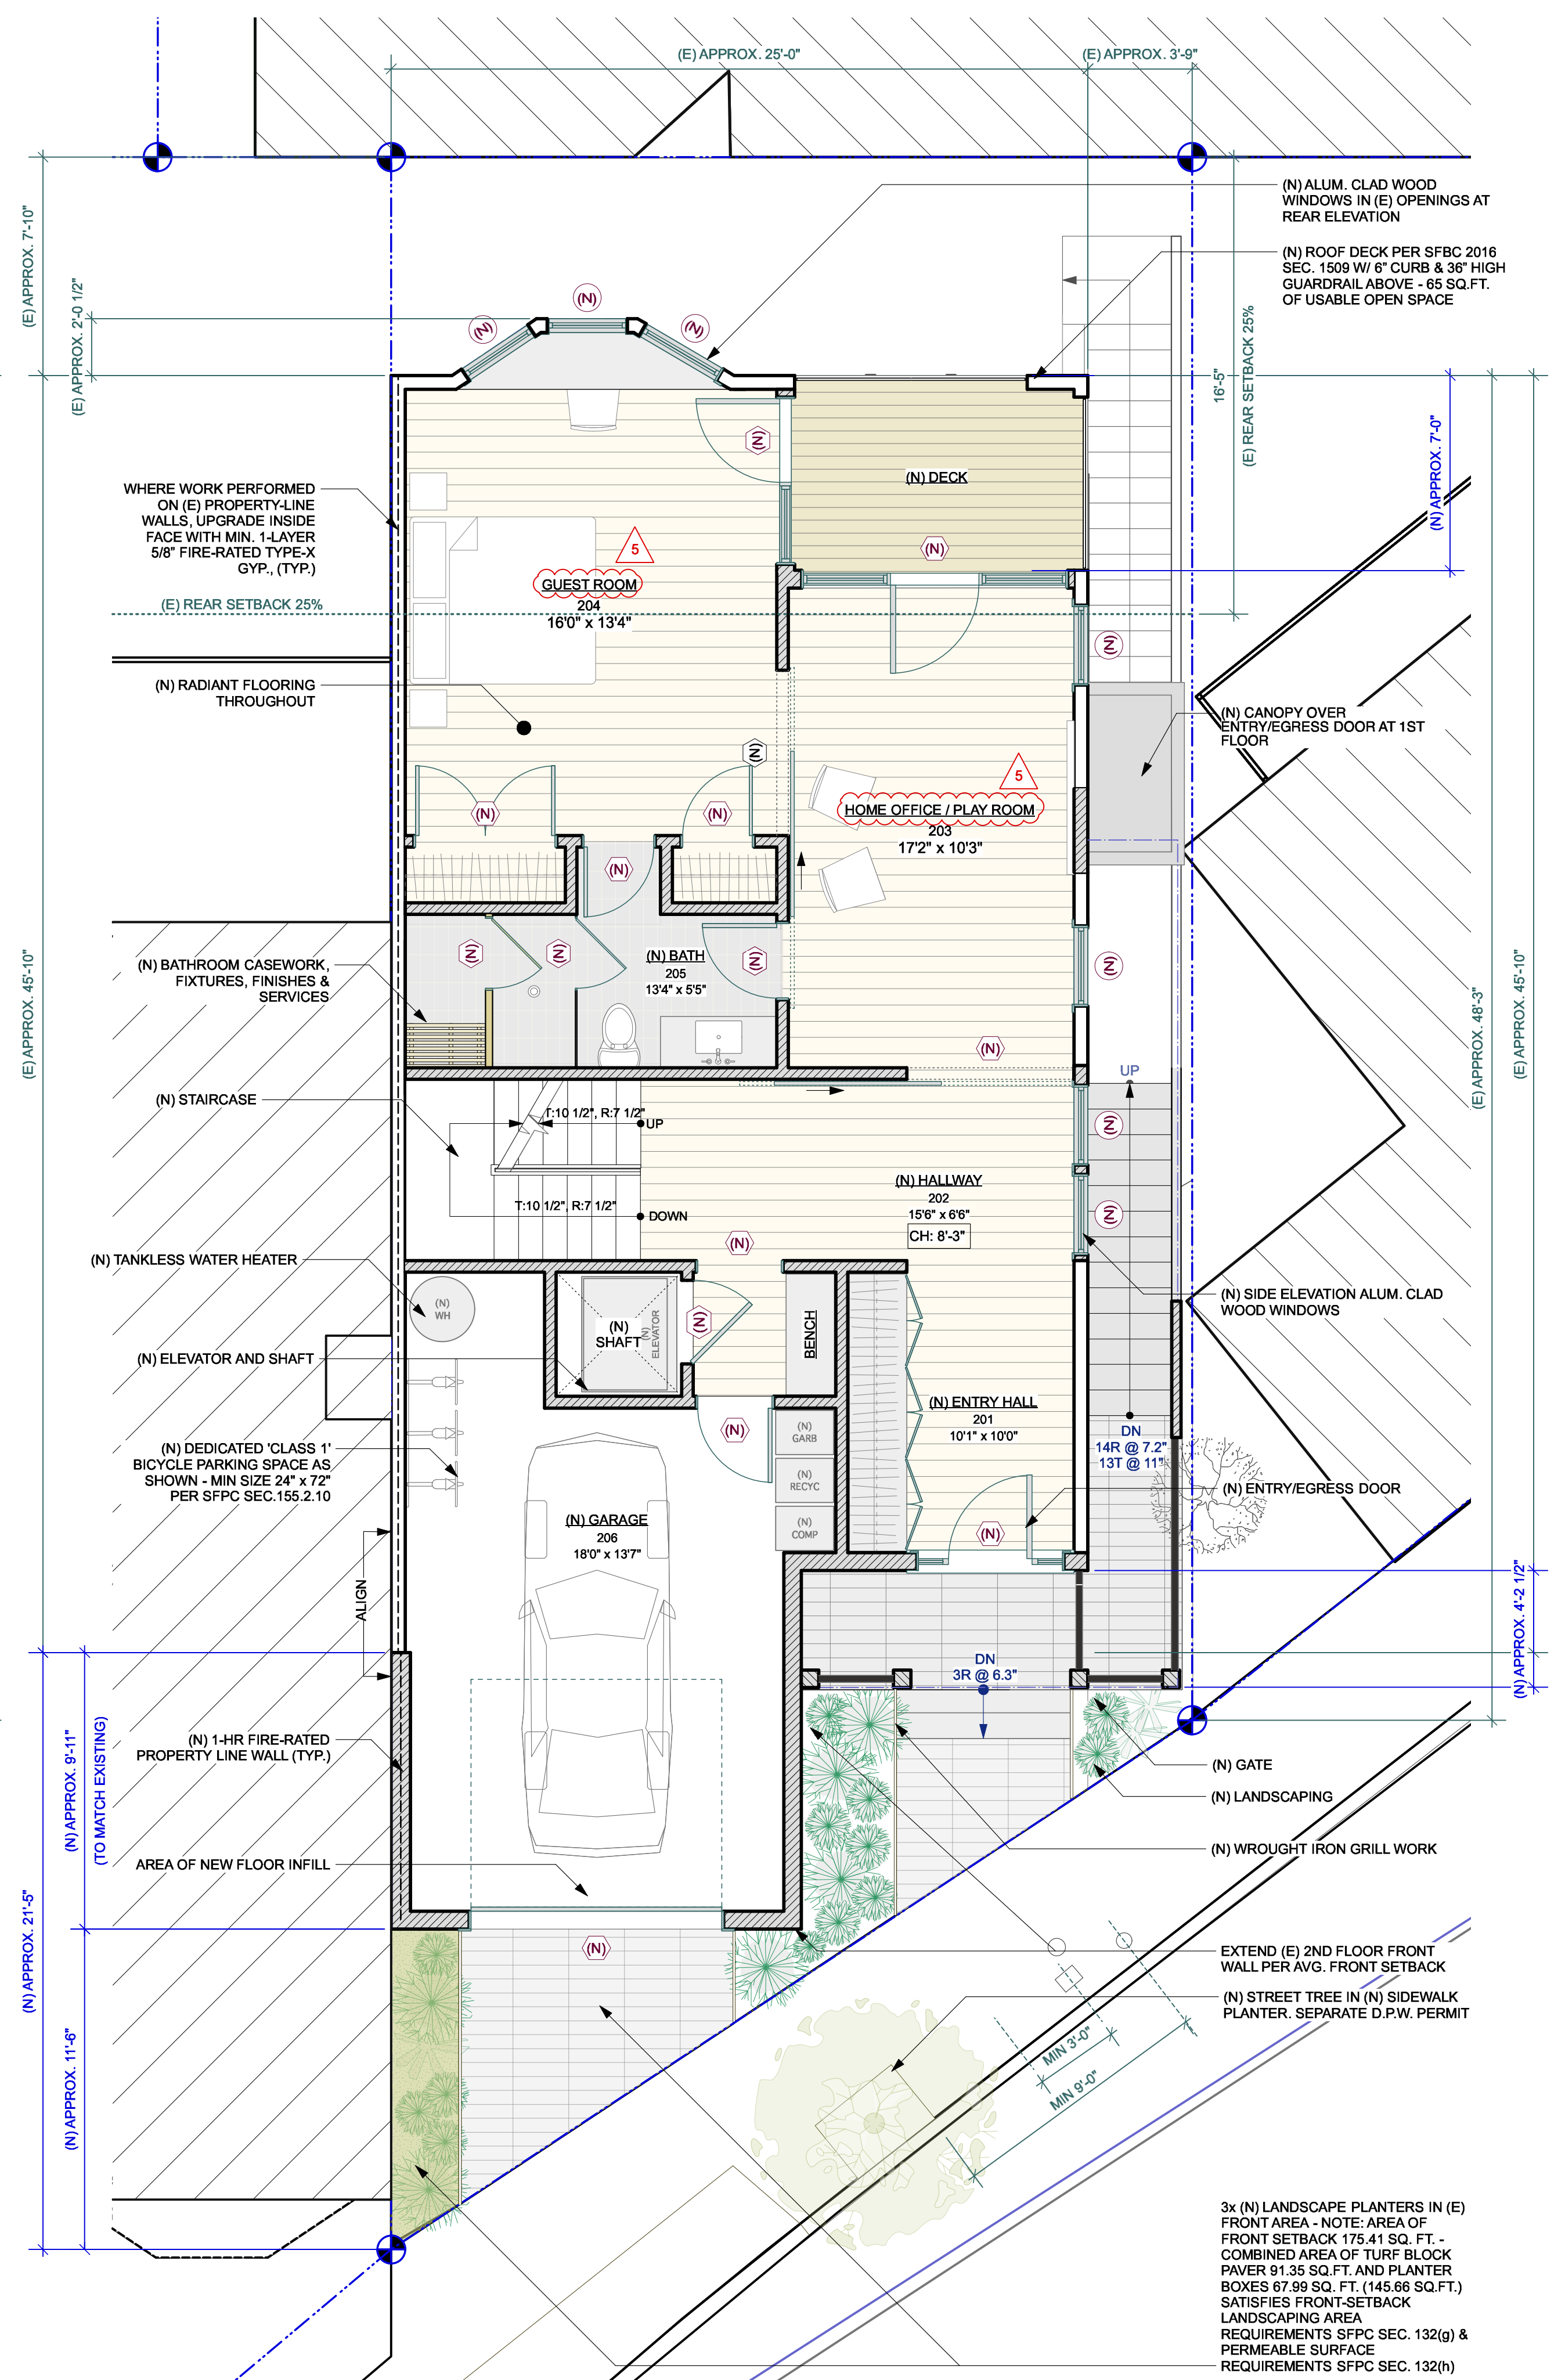 (E) APPROX. 25'-0"
(E) APPROX. 3'-9"
(N) ALUM. CLAD WOOD
WINDOWS IN (E) OPENINGS AT
REAR ELEVATION
(N) ROOF DECK PER SFBC 2016
SEC. 1509 W/ 6" CURB & 36" HIGH
GUARDRAIL ABOVE - 65 SQ.FT.
OF USABLE OPEN SPACE
(E) APPROX. 7'-10"
(E) APPROX. 2'-0 1/2"
(N)
(N)
(N)
16'-5"
(E) REAR SETBACK 25%
(N) APPROX. 7'-0"
(N)
(N) DECK
(N)
WHERE WORK PERFORMED
ON (E) PROPERTY-LINE
WALLS, UPGRADE INSIDE
FACE WITH MIN. 1-LAYER
5/8" FIRE-RATED TYPE-X
GYP., (TYP.)
5
GUEST ROOM
204
16'0" x 13'4"
(E) REAR SETBACK 25%
(N)
(N) RADIANT FLOORING
THROUGHOUT
(N) CANOPY OVER
ENTRY/EGRESS DOOR AT 1ST
FLOOR
(N)
5
HOME OFFICE / PLAY ROOM
203
17'2" x 10'3"
(N)
(N)
(N)
(N) BATHROOM CASEWORK,
FIXTURES, FINISHES &
SERVICES
(N)
(N)
(N) BATH
205
13'4" x 5'5"
(N)
(N)
(N)
(E) APPROX. 45'-10"
(E) APPROX. 48'-3"
(E) APPROX. 45'-10"
UP
(N) STAIRCASE
T:10 1/2", R:7 1/2"
UP
(N)
T:10 1/2", R:7 1/2"
DOWN
(N) HALLWAY
202
15'6" x 6'6"
CH: 8'-3"
(N)
(N)
(N) TANKLESS WATER HEATER
(N)
WH
(N)
SHAFT
(N)
ELEVATOR
(N)
BENCH
(N) SIDE ELEVATION ALUM. CLAD
WOOD WINDOWS
(N) ELEVATOR AND SHAFT
(N) ENTRY HALL
201
10'1" x 10'0"
(N)
(N)
GARB
(N)
RECYC
(N)
COMP
DN
14R @ 7.2"
13T @ 11"
(N) DEDICATED 'CLASS 1'
BICYCLE PARKING SPACE AS
SHOWN - MIN SIZE 24" x 72"
PER SFPC SEC.155.2.10
(N) ENTRY/EGRESS DOOR
(N) GARAGE
206
18'0" x 13'7"
(N)
ALIGN
(N) APPROX. 4'-2 1/2"
DN
3R @ 6.3"
(N) 1-HR FIRE-RATED
PROPERTY LINE WALL (TYP.)
(N) GATE
(N) LANDSCAPING
(N) APPROX. 9'-11"
(TO MATCH EXISTING)
(N) WROUGHT IRON GRILL WORK
AREA OF NEW FLOOR INFILL
(N) APPROX. 21'-5"
(N)
EXTEND (E) 2ND FLOOR FRONT
WALL PER AVG. FRONT SETBACK
(N) STREET TREE IN (N) SIDEWALK
PLANTER. SEPARATE D.P.W. PERMIT
MIN 3'-0"
MIN 9'-0"
(N) APPROX. 11'-6"
3x (N) LANDSCAPE PLANTERS IN (E)
FRONT AREA - NOTE: AREA OF
FRONT SETBACK 175.41 SQ. FT. -
COMBINED AREA OF TURF BLOCK
PAVER 91.35 SQ.FT. AND PLANTER
BOXES 67.99 SQ. FT. (145.66 SQ.FT.)
SATISFIES FRONT-SETBACK
LANDSCAPING AREA
REQUIREMENTS SFPC SEC. 132(g) &
PERMEABLE SURFACE
REQUIREMENTS SFPC SEC. 132(h)